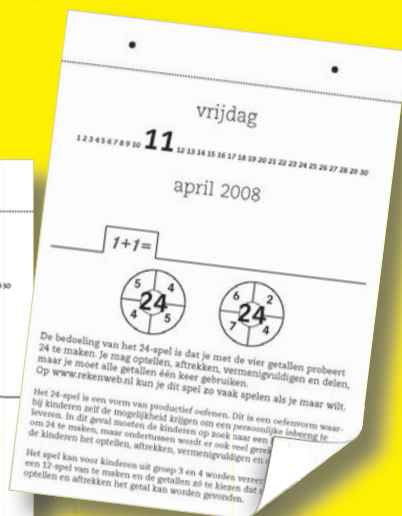 vrijdag
1 2 3 4 5 6 7 8 9 10 11 12 13 14 15 16 17 18 19 20 21 22 23 24 25 26 27 28 29 30
april 2008
1+1=
5 4
24
4 5
6 2
24
7 4
De bedoeling van het 24-spel is dat je met de vier getallen probeert
24 te maken. Je mag optellen, aftrekken, vermenigvuldigen en delen,
maar je moet alle getallen één keer gebruiken.
Op www.rekenweb.nl kun je dit spel zo vaak spelen als je maar wilt.
Het 24-spel is een vorm van productief oefenen. Dit is een oefenvorm waar-
bij kinderen zelf de mogelijkheid krijgen om een persoonlijke inbreng te
leveren. In dit geval moeten de kinderen op zoek naar een
om 24 te maken, maar ondertussen wordt er ook veel
de kinderen het optellen, aftrekken, vermenigvuldigen en
Het spel kan voor kinderen uit groep 3 en 4 worden
een 12-spel van te maken en de getallen zó te kiezen dat
optellen en aftrekken het getal kan worden gevonden.